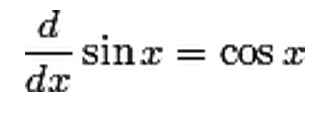 d/dx sin x = cos x